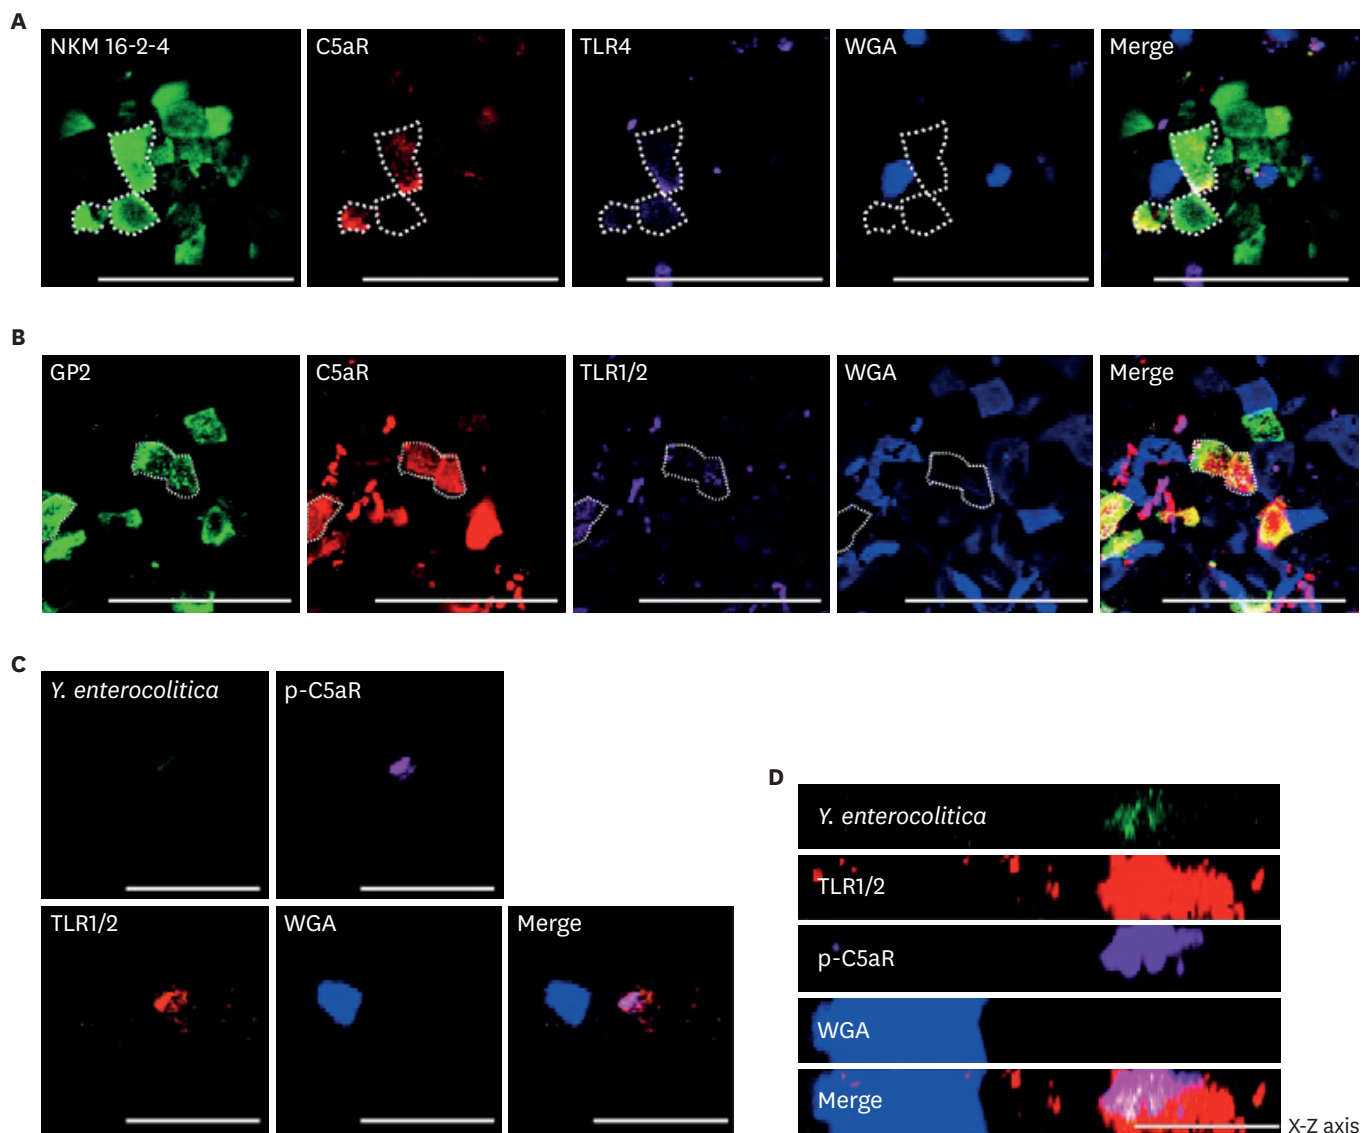 A
NKM 16-2-4
C5aR
TLR4
WGA
Merge
B
GP2
C5aR
TLR1/2
WGA
Merge
C
Y. enterocolitica
p-C5aR
TLR1/2
WGA
Merge
D
Y. enterocolitica
TLR1/2
p-C5aR
WGA
Merge
X-Z axis